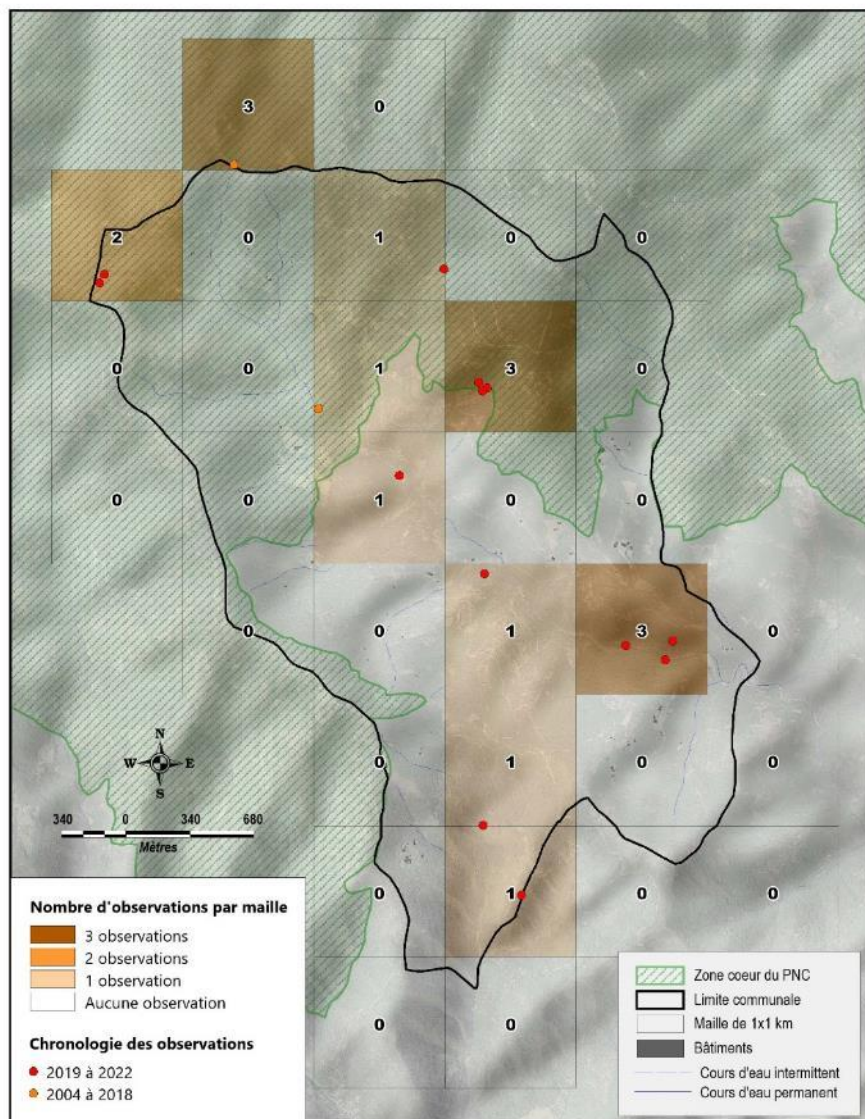 3 0
2 0 1 0 0
0 0 1 3 0
0 0 1 0 0
0 0 1 3 0
0 1 0 0
0 1 0 0
0 0
N
W E
S
340 0 340 680
Mètres
Nombre d'observations par maille
3 observations
2 observations
1 observation
Aucune observation
Chronologie des observations
2019 à 2022
2004 à 2018
Zone coeur du PNC
Limite communale
Maille de 1x1 km
Bâtiments
Cours d'eau intermittent
Cours d'eau permanent